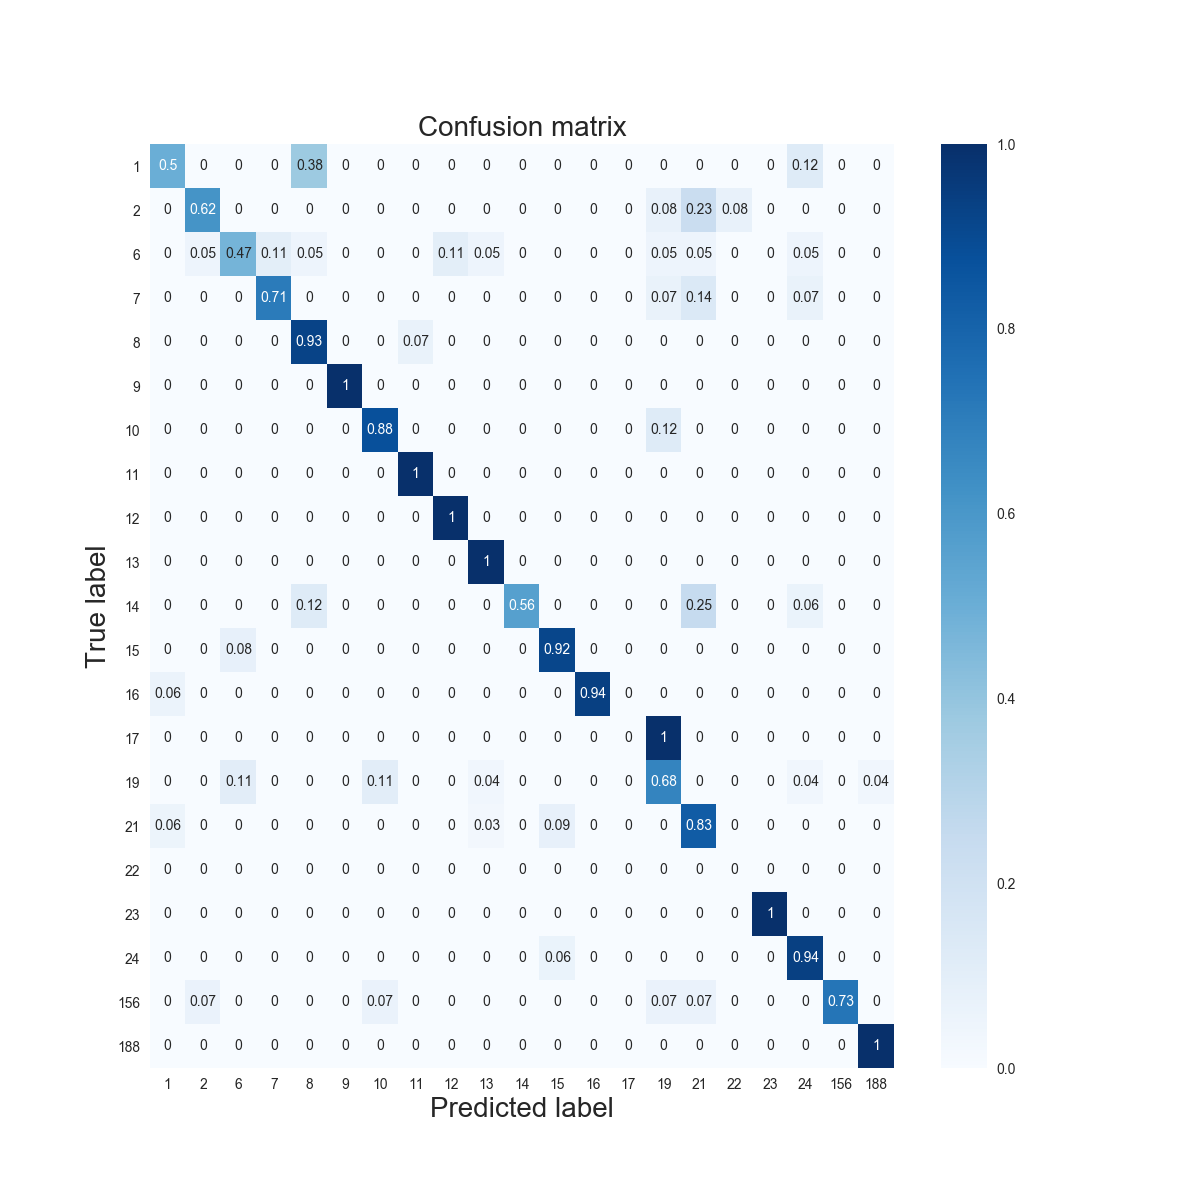 Confusion matrix
1 0.5 0 0 0 0.38 0 0 0 0 0 0 0 0 0 0 0 0 0 0.12 0 0
2 0 0.62 0 0 0 0 0 0 0 0 0 0 0 0 0.08 0.23 0.08 0 0 0 0
6 0 0.05 0.47 0.11 0.05 0 0 0 0.11 0.05 0 0 0 0 0.05 0.05 0 0 0.05 0 0
7 0 0 0 0.71 0 0 0 0 0 0 0 0 0 0 0.07 0.14 0 0 0.07 0 0
8 0 0 0 0 0.93 0 0 0.07 0 0 0 0 0 0 0 0 0 0 0 0 0
9 0 0 0 0 0 1 0 0 0 0 0 0 0 0 0 0 0 0 0 0 0
10 0 0 0 0 0 0 0.88 0 0 0 0 0 0 0 0.12 0 0 0 0 0 0
11 0 0 0 0 0 0 0 1 0 0 0 0 0 0 0 0 0 0 0 0 0
12 0 0 0 0 0 0 0 0 1 0 0 0 0 0 0 0 0 0 0 0 0
13 0 0 0 0 0 0 0 0 0 1 0 0 0 0 0 0 0 0 0 0 0
14 0 0 0 0 0.12 0 0 0 0 0 0.56 0 0 0 0 0.25 0 0 0.06 0 0
15 0 0 0.08 0 0 0 0 0 0 0 0 0.92 0 0 0 0 0 0 0 0 0
16 0.06 0 0 0 0 0 0 0 0 0 0 0 0.94 0 0 0 0 0 0 0 0
17 0 0 0 0 0 0 0 0 0 0 0 0 0 0 1 0 0 0 0 0 0
19 0 0 0.11 0 0 0 0.11 0 0 0.04 0 0 0 0 0.68 0 0 0 0.04 0 0.04
21 0.06 0 0 0 0 0 0 0 0 0.03 0 0.09 0 0 0 0.83 0 0 0 0 0
22 0 0 0 0 0 0 0 0 0 0 0 0 0 0 0 0 0 0 0 0 0
23 0 0 0 0 0 0 0 0 0 0 0 0 0 0 0 0 0 1 0 0 0
24 0 0 0 0 0 0 0 0 0 0 0 0.06 0 0 0 0 0 0 0.94 0 0
156 0 0.07 0 0 0 0 0.07 0 0 0 0 0 0 0 0.07 0.07 0 0 0 0.73 0
188 0 0 0 0 0 0 0 0 0 0 0 0 0 0 0 0 0 0 0 0 1
1 2 6 7 8 9 10 11 12 13 14 15 16 17 19 21 22 23 24 156 188
Predicted label
True label
1.0
0.8
0.6
0.4
0.2
0.0